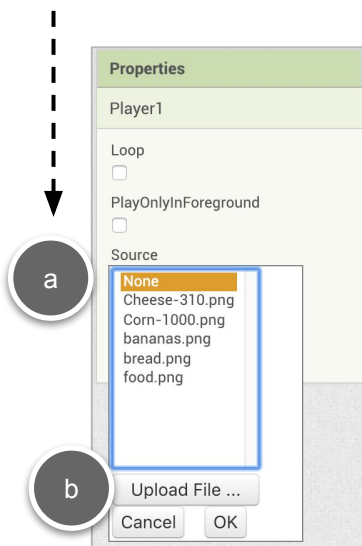 Properties
Player1
Loop
PlayOnlyInForeground
Source
a
None
Cheese-310.png
Corn-1000.png
bananas.png
bread.png
food.png
b
Upload File ...
Cancel OK